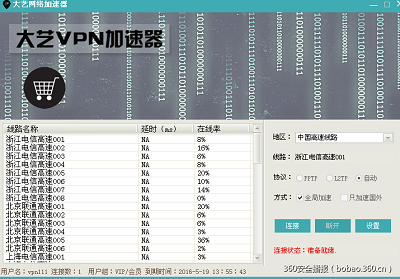 大艺网络加速器
大艺VPN加速器
线路名称 延时(ms) 在线率
浙江电信高速001 NA 8%
浙江电信高速002 NA 16%
浙江电信高速003 NA 6%
浙江电信高速004 NA 8%
浙江电信高速005 NA 20%
浙江电信高速006 NA 10%
浙江电信高速007 NA 14%
浙江电信高速008 NA 0%
北京联通高速001 NA 20%
北京联通高速002 NA 6%
北京联通高速003 NA 6%
北京联通高速004 NA 3%
北京联通高速005 NA 36%
北京联通高速006 NA 2%
上海电信高速001 NA 3%
地区： 中国高速线路
线路： 浙江电信高速001
协议： PPTP L2TP 自动
方式： 全局加速 只加速国外
连接 断开 设置
连接状态：准备就绪.
360安全播报（bobao.360.cn）
用户名：vpn111 连接数：1 用户组：VIP/会员 到期时间：2016-5-19 13：55：43